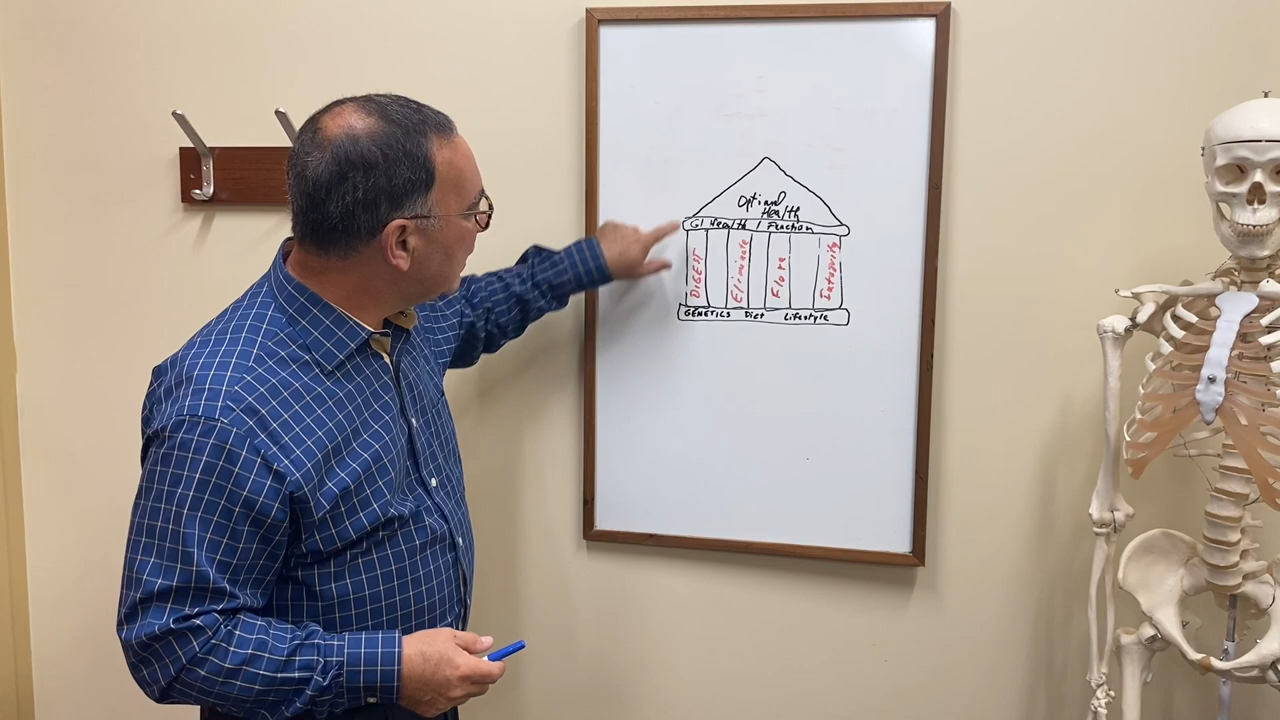 Optimal
Health
GI Health / Function
DIGEST
Eliminate
Flora
Integrity
GENETICS Diet Lifestyle